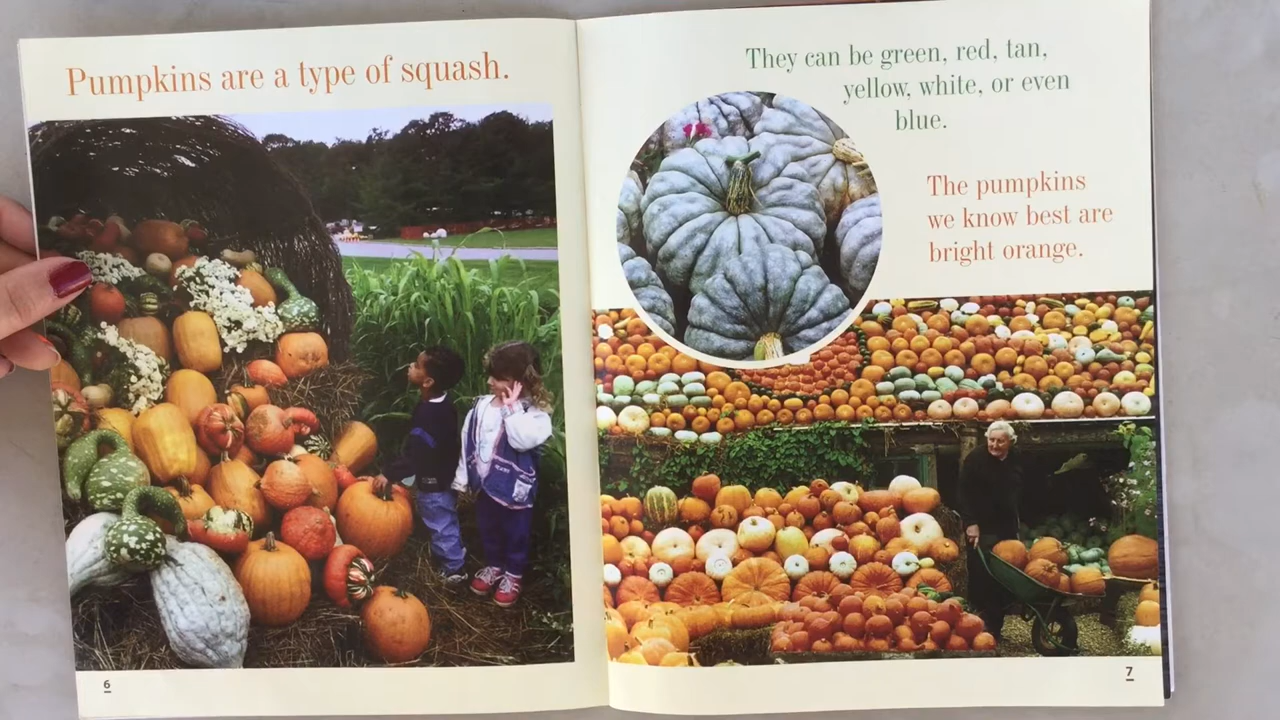 Pumpkins are a type of squash.
6
They can be green, red, tan,
yellow, white, or even
blue.
The pumpkins
we know best are
bright orange.
7